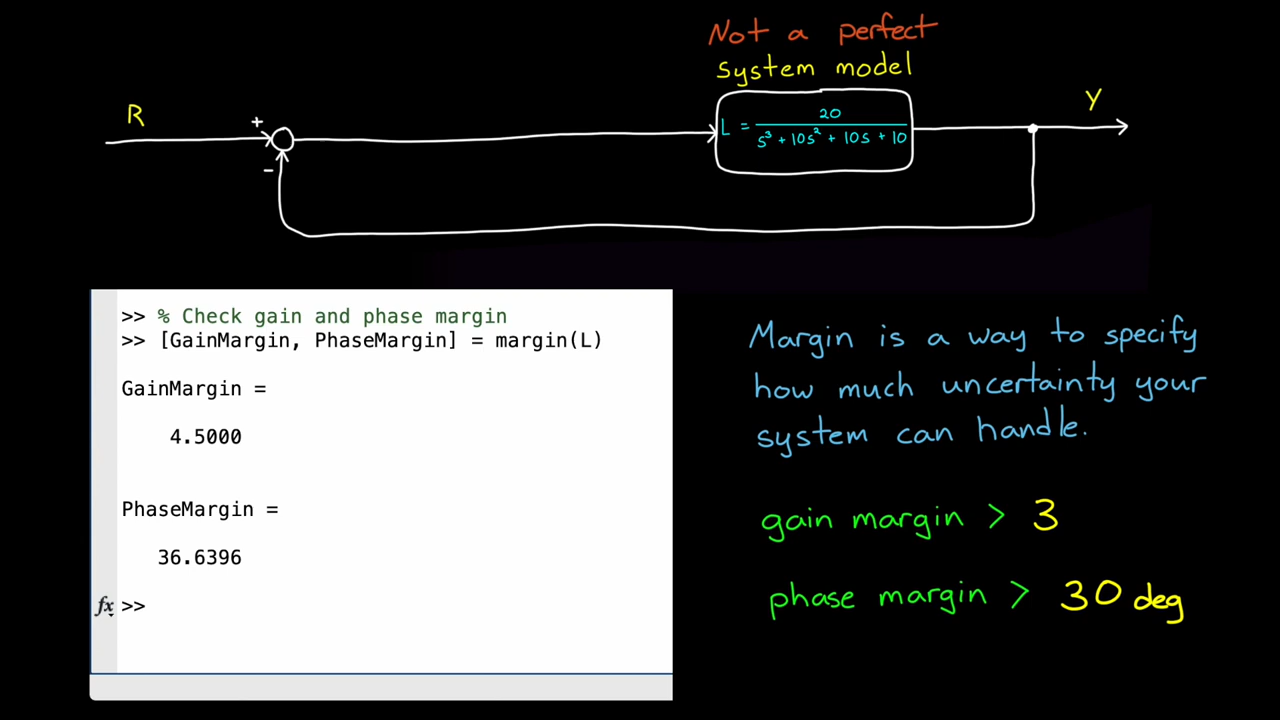 Not a perfect
system model
R
+
-
L = 20 / (s³ + 10s² + 10s + 10)
Y
>> % Check gain and phase margin
>> [GainMargin, PhaseMargin] = margin(L)
GainMargin =
4.5000
PhaseMargin =
36.6396
fx >>
Margin is a way to specify
how much uncertainty your
system can handle.
gain margin > 3
phase margin > 30 deg